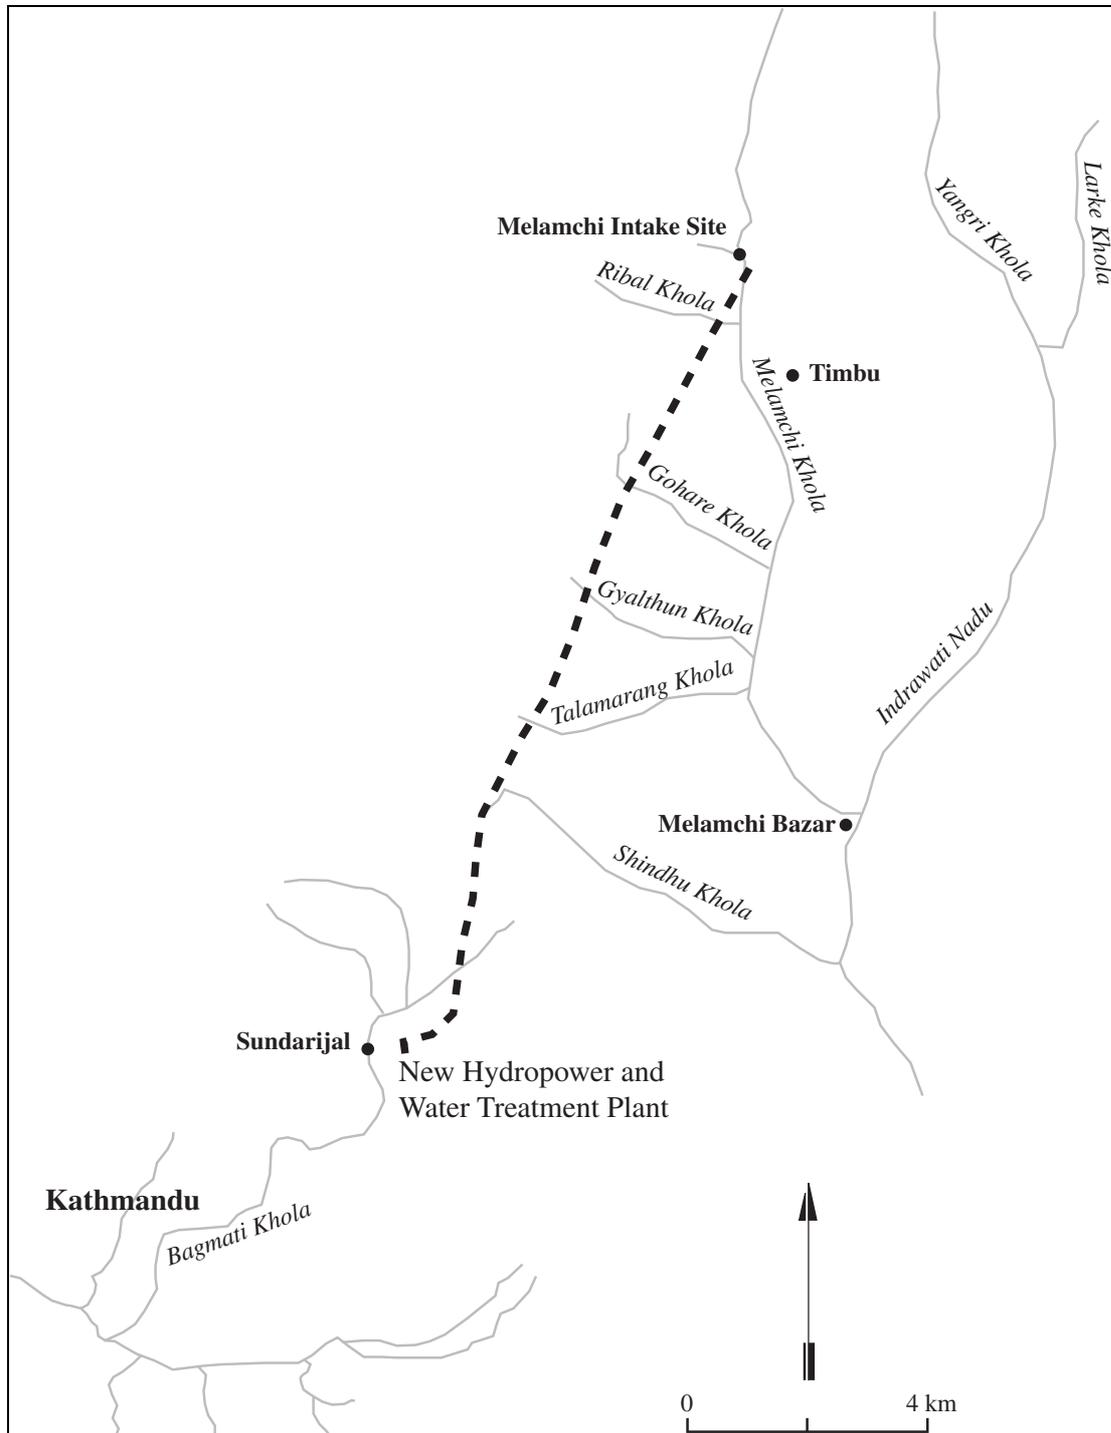 Larke Khola
Yangri Khola
Melamchi Intake Site
Ribal Khola
Melamchi Khola
Timbu
Gohare Khola
Gyalthun Khola
Indrawati Nadu
Talamarang Khola
Melamchi Bazar
Shindhu Khola
Sundarijal
New Hydropower and
Water Treatment Plant
Kathmandu
Bagmati Khola
0
4 km